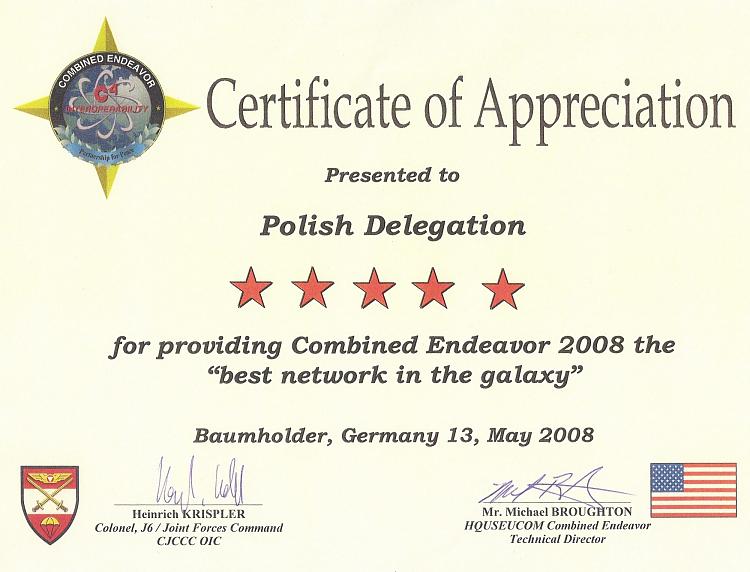 COMBINED ENDEAVOR
C4
INTEROPERABILITY
Partnership for Peace
Certificate of Appreciation
Presented to
Polish Delegation
for providing Combined Endeavor 2008 the
“best network in the galaxy”
Baumholder, Germany 13, May 2008
Heinrich KRISPLER
Colonel, J6 / Joint Forces Command
CJCCC OIC
Mr. Michael BROUGHTON
HQUSEUCOM Combined Endeavor
Technical Director